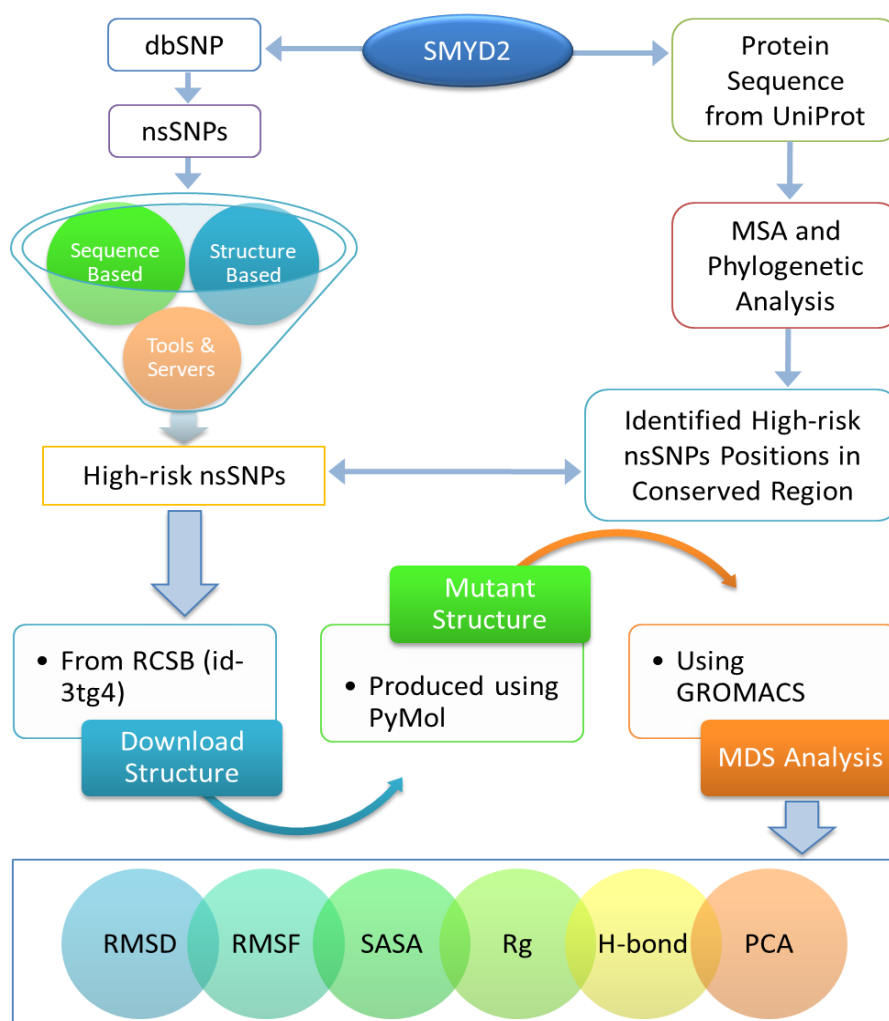 dbSNP
SMYD2
Protein
Sequence
from UniProt
nsSNPs
Sequence
Based
Structure
Based
Tools &
Servers
MSA and
Phylogenetic
Analysis
High-risk nsSNPs
Identified High-risk
nsSNPs Positions in
Conserved Region
• From RCSB (id-
3tg4)
Download
Structure
Mutant
Structure
• Produced using
PyMol
• Using
GROMACS
MDS Analysis
RMSD
RMSF
SASA
Rg
H-bond
PCA